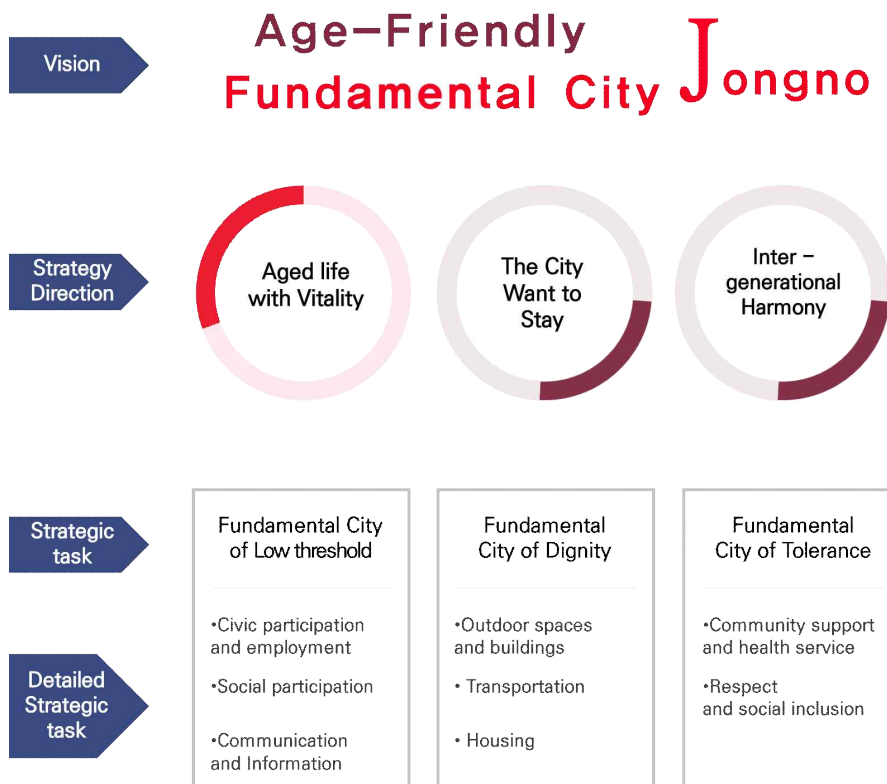 Vision
Age-Friendly
Fundamental City Jongno
Strategy
Direction
Aged life
with Vitality
The City
Want to
Stay
Inter -
generational
Harmony
Strategic
task
Fundamental City
of Low threshold
Fundamental
City of Dignity
Fundamental
City of Tolerance
Detailed
Strategic
task
•Civic participation
and employment
•Social participation
•Communication
and Information
•Outdoor spaces
and buildings
• Transportation
• Housing
•Community support
and health service
•Respect
and social inclusion